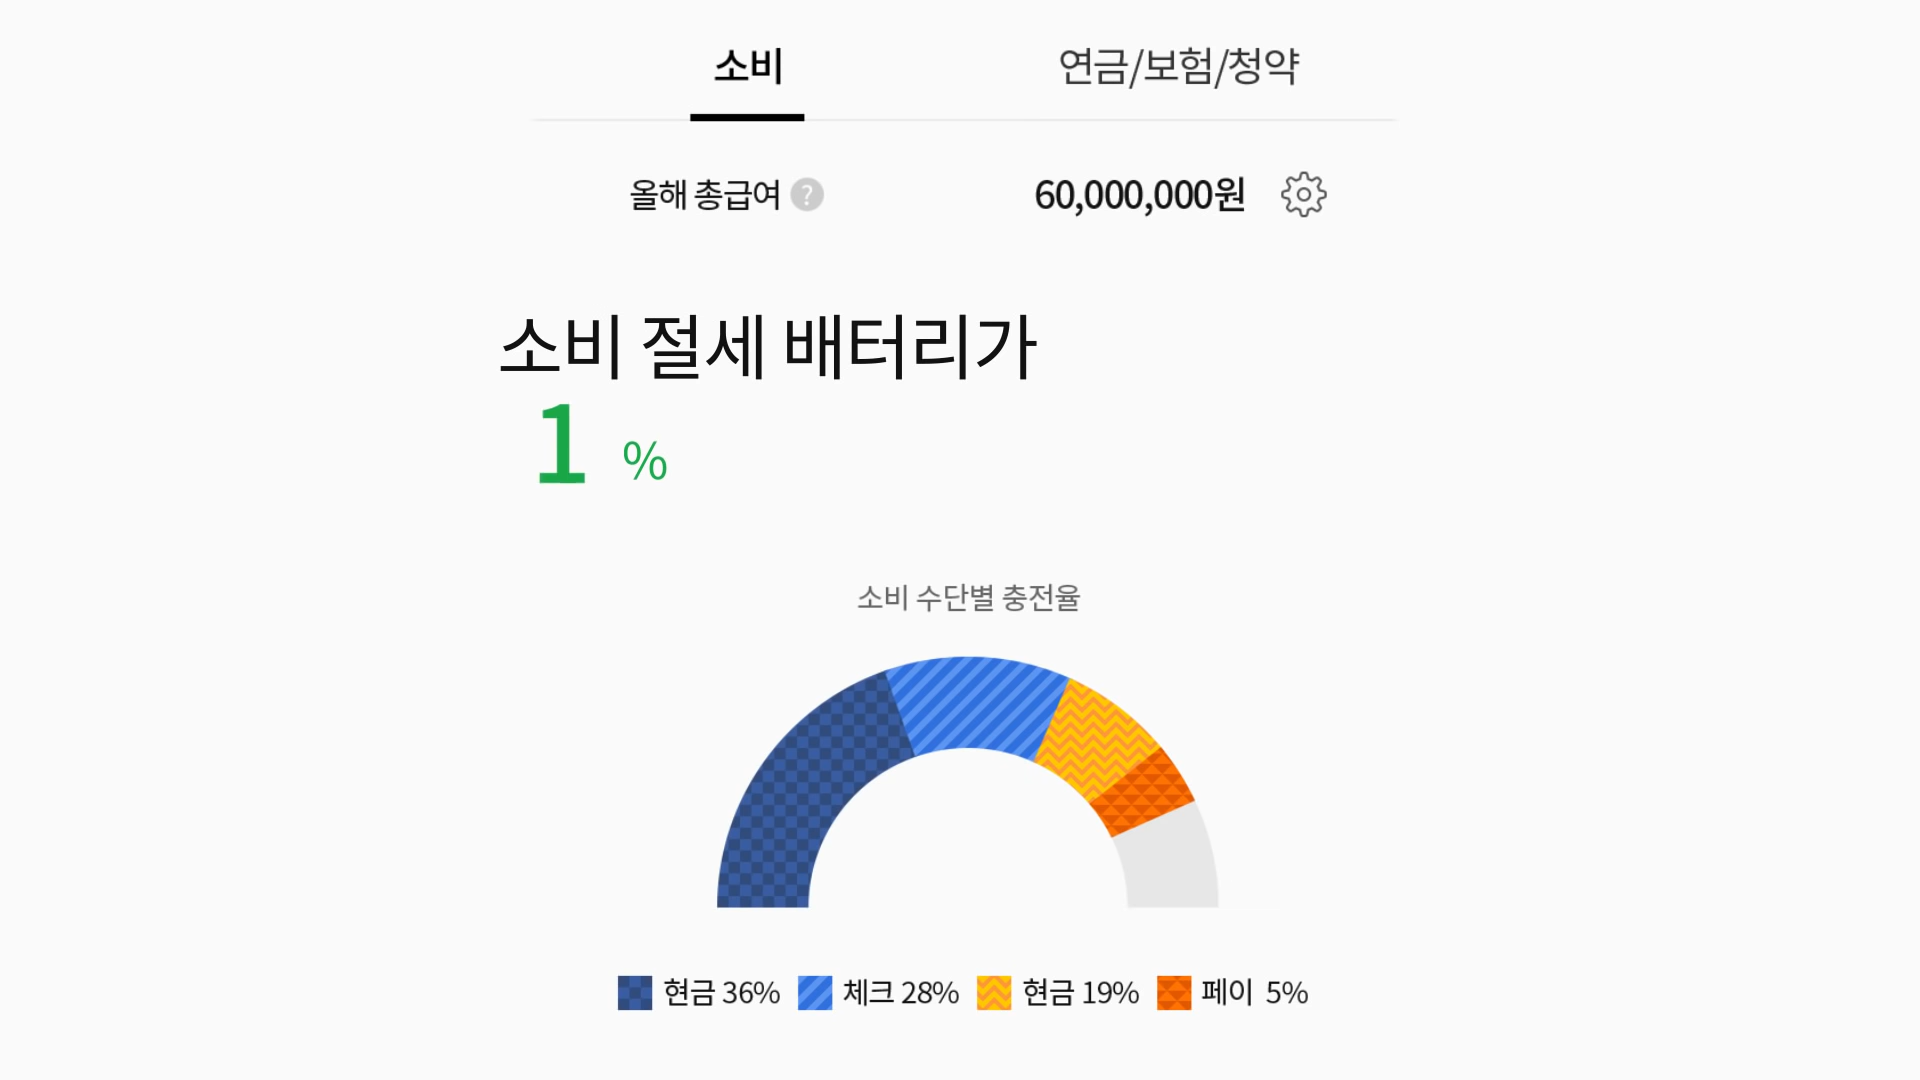 소비 연금/보험/청약
올해 총급여 ? 60,000,000원
소비 절세 배터리가
1 %
소비 수단별 충전율
현금 36% 체크 28% 현금 19% 페이 5%